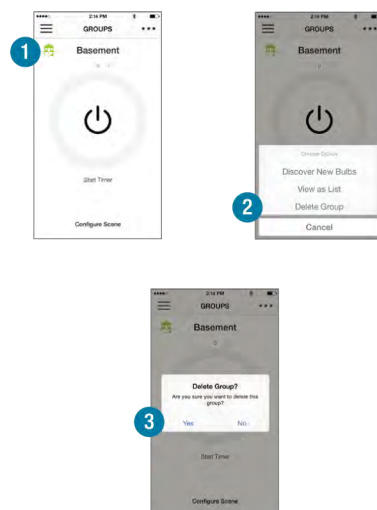 2:14 PM
GROUPS
1
Basement
Start Timer
Configure Scene
2:14 PM
GROUPS
Basement
Choose Option
Discover New Bulbs
View as List
2
Delete Group
Cancel
2:14 PM
GROUPS
Basement
Delete Group?
Are you sure you want to delete this
group?
3
Yes
No
Start Timer
Configure Scene